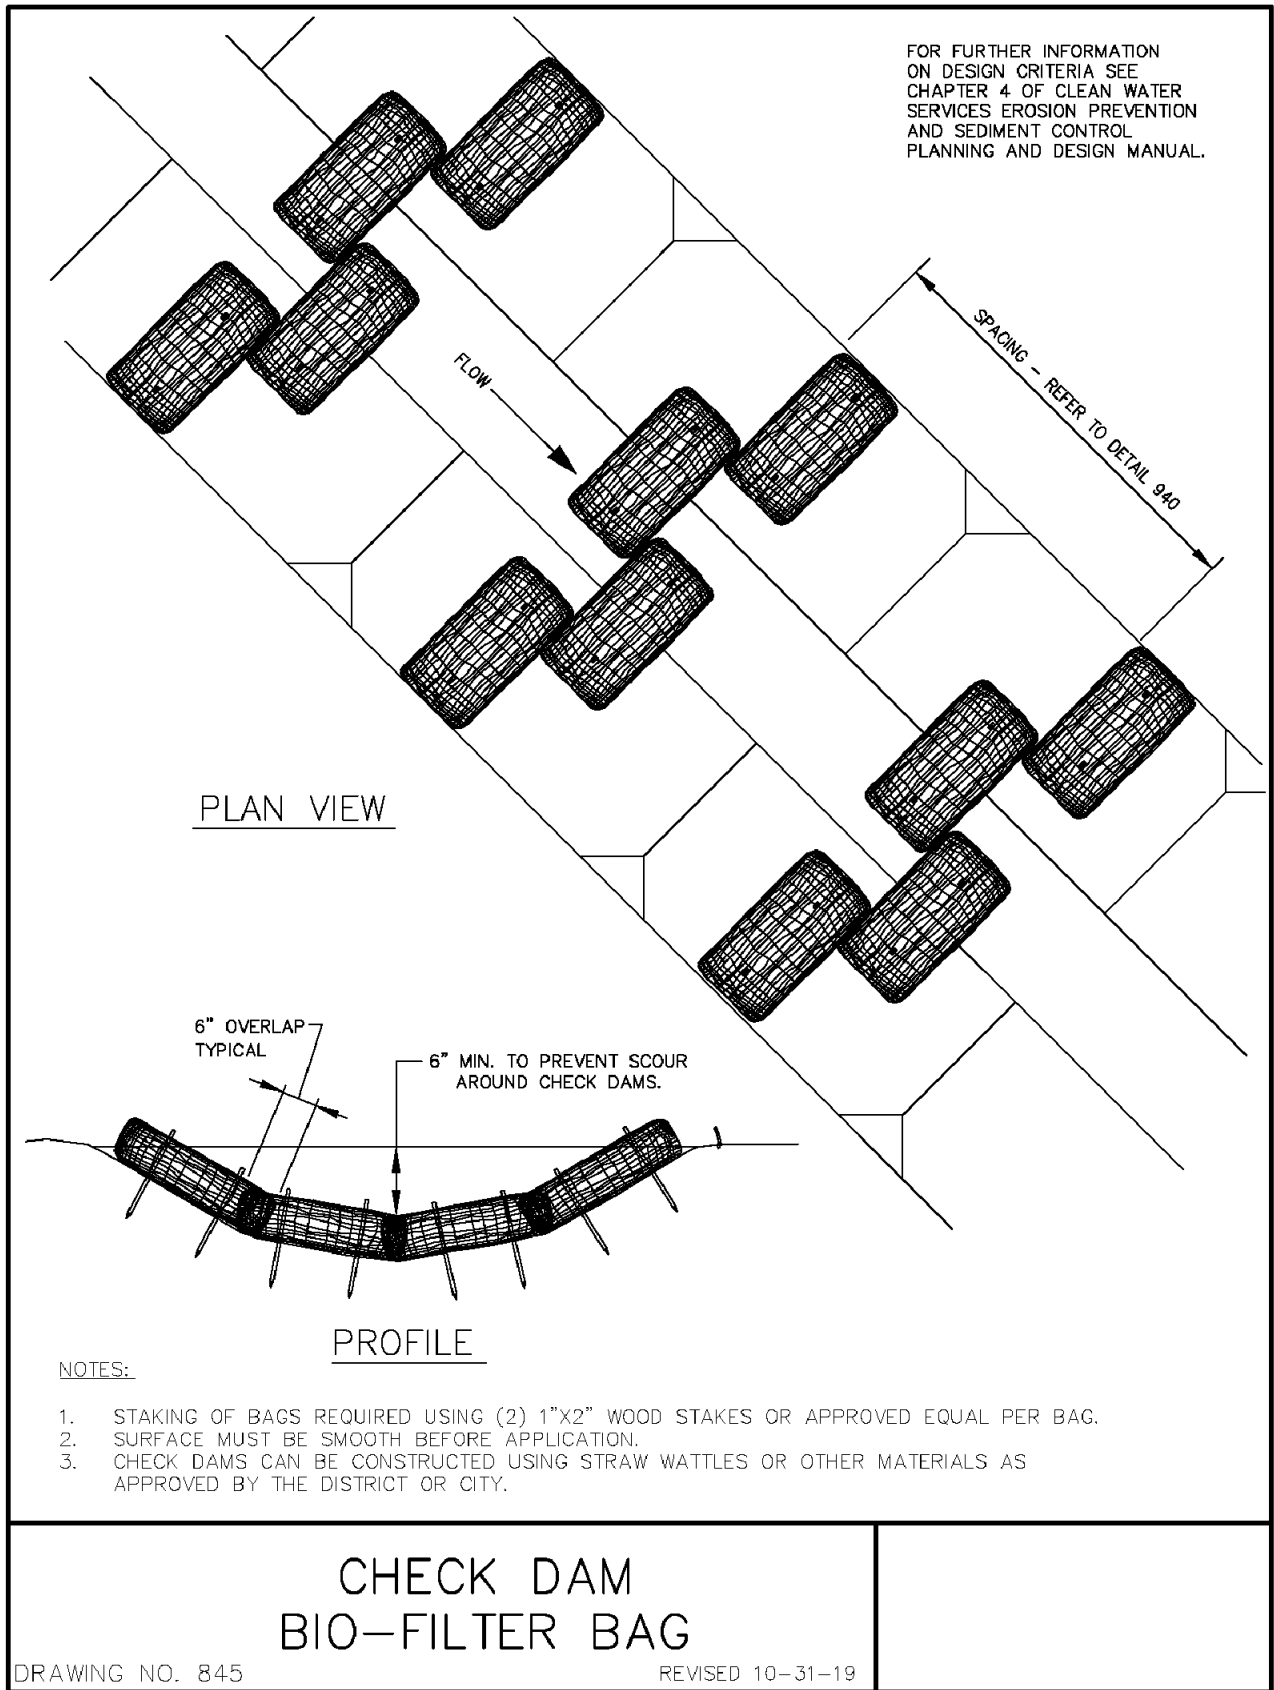 FOR FURTHER INFORMATION
ON DESIGN CRITERIA SEE
CHAPTER 4 OF CLEAN WATER
SERVICES EROSION PREVENTION
AND SEDIMENT CONTROL
PLANNING AND DESIGN MANUAL.
SPACING - REFER TO DETAIL 940
FLOW
PLAN VIEW
6" OVERLAP
TYPICAL
6" MIN. TO PREVENT SCOUR
AROUND CHECK DAMS.
PROFILE
NOTES:
1. STAKING OF BAGS REQUIRED USING (2) 1"X2" WOOD STAKES OR APPROVED EQUAL PER BAG.
2. SURFACE MUST BE SMOOTH BEFORE APPLICATION.
3. CHECK DAMS CAN BE CONSTRUCTED USING STRAW WATTLES OR OTHER MATERIALS AS
APPROVED BY THE DISTRICT OR CITY.
CHECK DAM
BIO-FILTER BAG
DRAWING NO. 845
REVISED 10-31-19